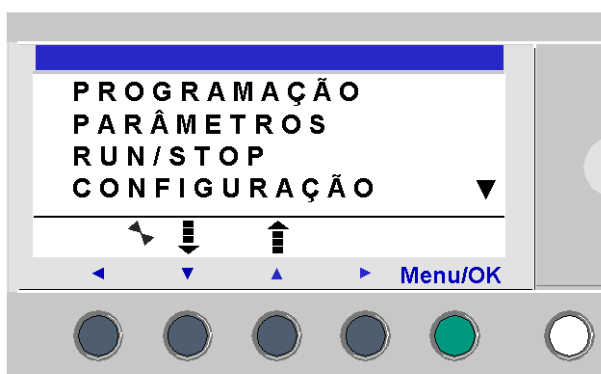 PROGRAMAÇÃO
PARÂMETROS
RUN/STOP
CONFIGURAÇÃO
Menu/OK